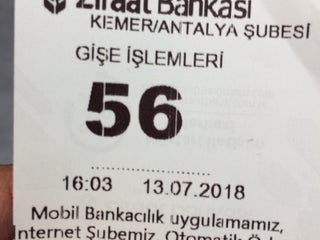 Ziraat Bankası
KEMER/ANTALYA ŞUBESİ
GİŞE İŞLEMLERİ
56
16:03 13.07.2018
Mobil Bankacılık uygulamamız,
İnternet Şubemiz, Otomatik